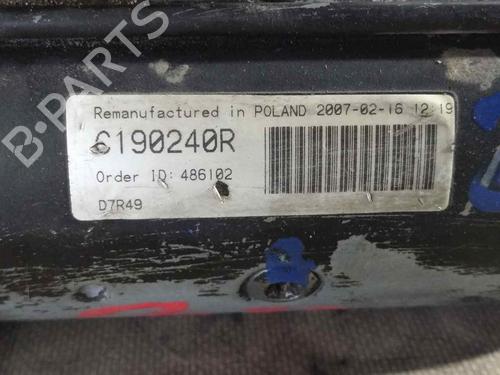 Remanufactured in POLAND 2007-02-16 12:19
6190240R
Order ID: 486102
D7R49
B-PARTS